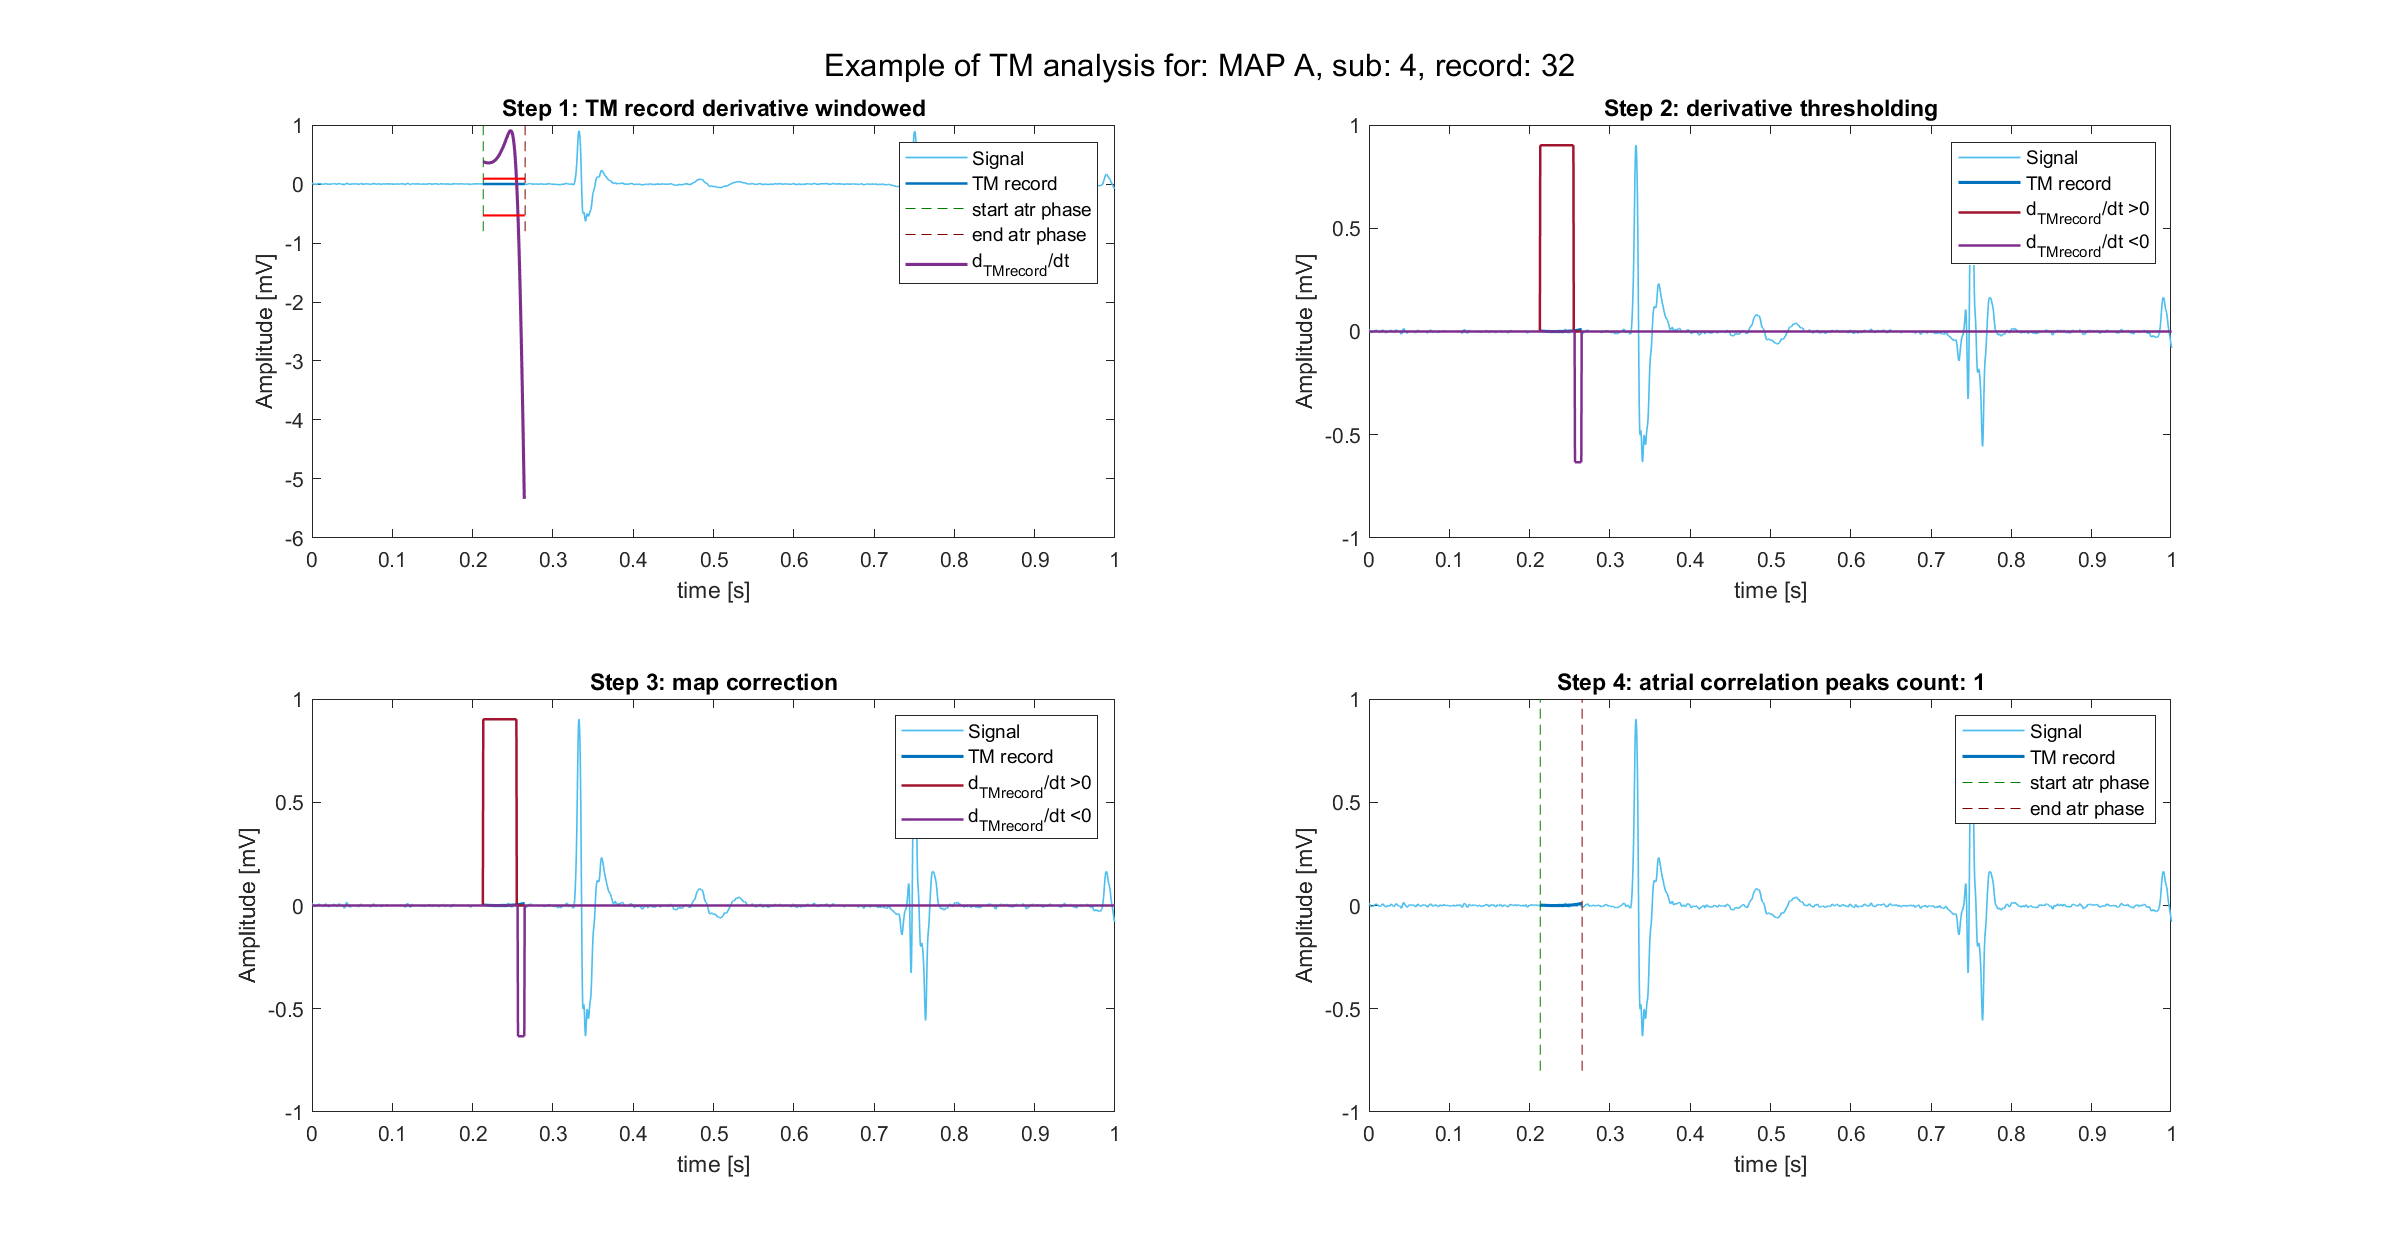 Example of TM analysis for: MAP A, sub: 4, record: 32
Step 1: TM record derivative windowed
1
0
-1
-2
-3
-4
-5
-6
Amplitude [mV]
0 0.1 0.2 0.3 0.4 0.5 0.6 0.7 0.8 0.9 1
time [s]
Signal
TM record
start atr phase
end atr phase
dTMrecord/dt
Step 2: derivative thresholding
1
0.5
0
-0.5
-1
Amplitude [mV]
0 0.1 0.2 0.3 0.4 0.5 0.6 0.7 0.8 0.9 1
time [s]
Signal
TM record
dTMrecord/dt >0
dTMrecord/dt <0
Step 3: map correction
1
0.5
0
-0.5
-1
Amplitude [mV]
0 0.1 0.2 0.3 0.4 0.5 0.6 0.7 0.8 0.9 1
time [s]
Signal
TM record
dTMrecord/dt >0
dTMrecord/dt <0
Step 4: atrial correlation peaks count: 1
1
0.5
0
-0.5
-1
Amplitude [mV]
0 0.1 0.2 0.3 0.4 0.5 0.6 0.7 0.8 0.9 1
time [s]
Signal
TM record
start atr phase
end atr phase